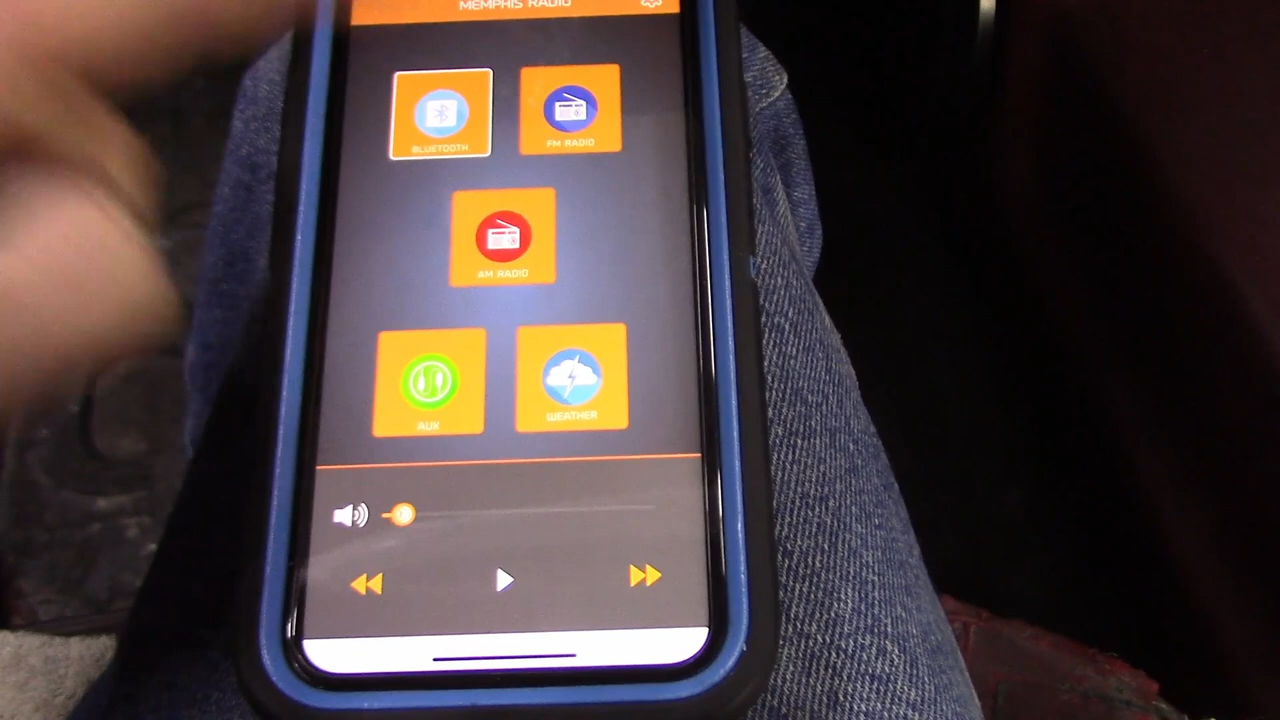 MEMPHIS RADIO
BLUETOOTH
FM RADIO
AM RADIO
AUX
WEATHER